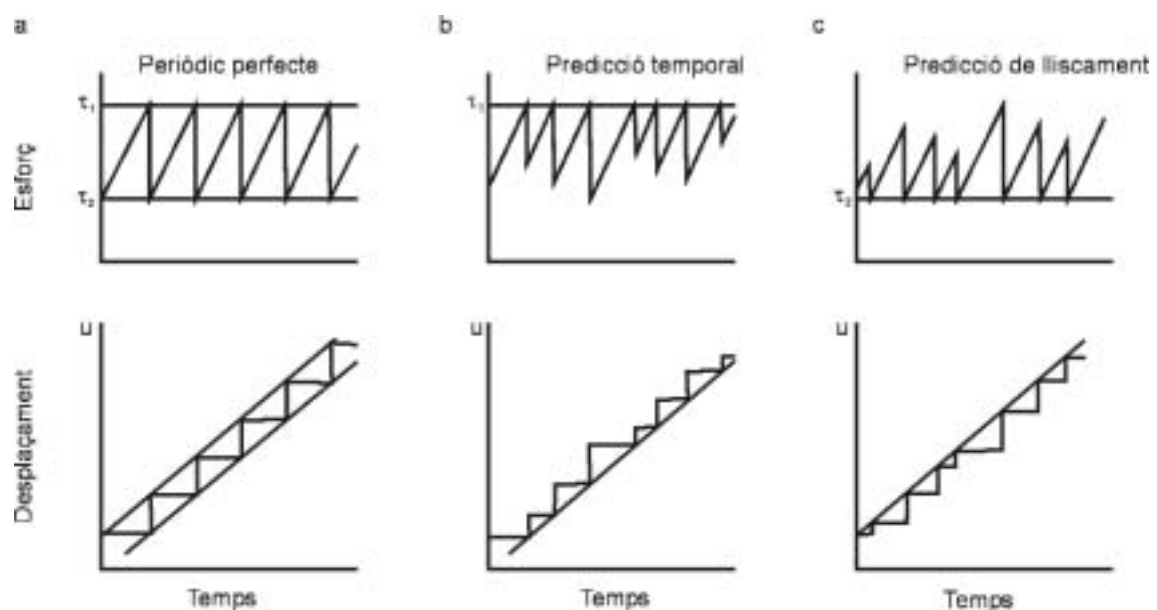 a
b
c
Periòdic perfecte
Predicció temporal
Predicció de lliscament
Esforç
τ₁
τ₂
τ₁
τ₂
Desplaçament
u
u
u
Temps
Temps
Temps